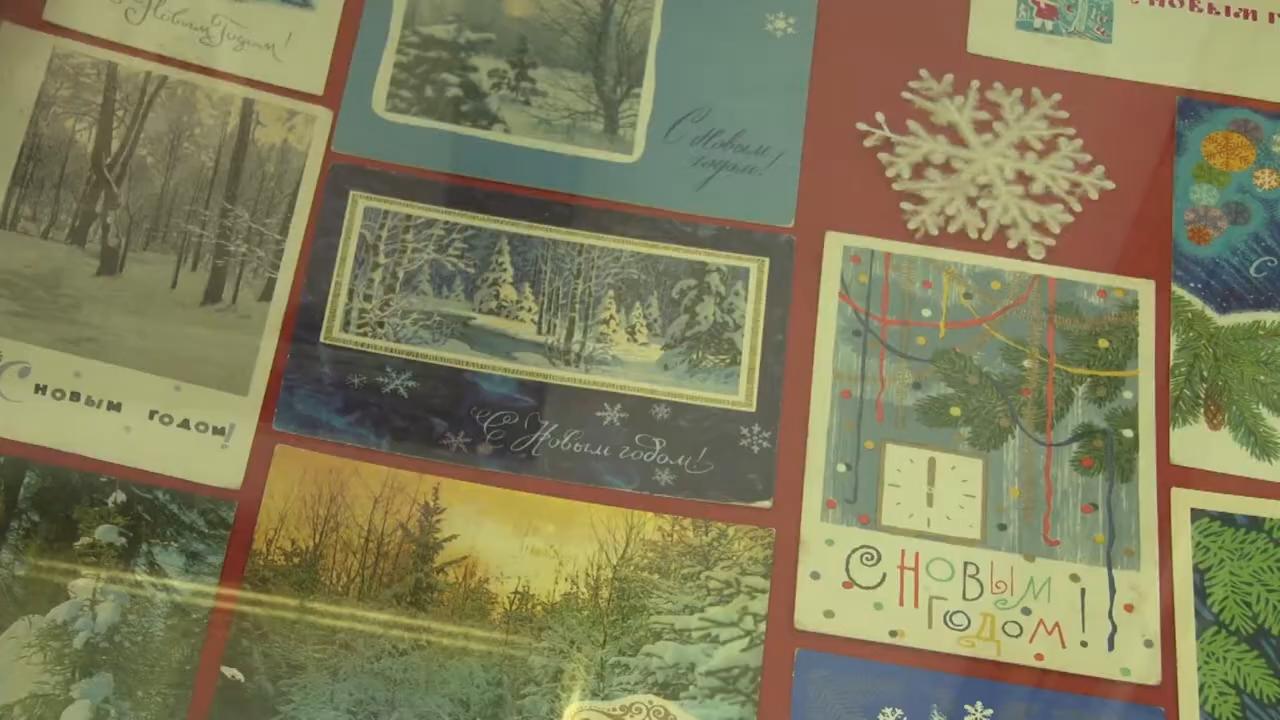 С Новым Годом!
С НОВЫМ Г
С Новым
годом!
С НОВЫМ ГОДОМ!
С Новым годом!
С
С НОВЫМ
ГОДОМ!